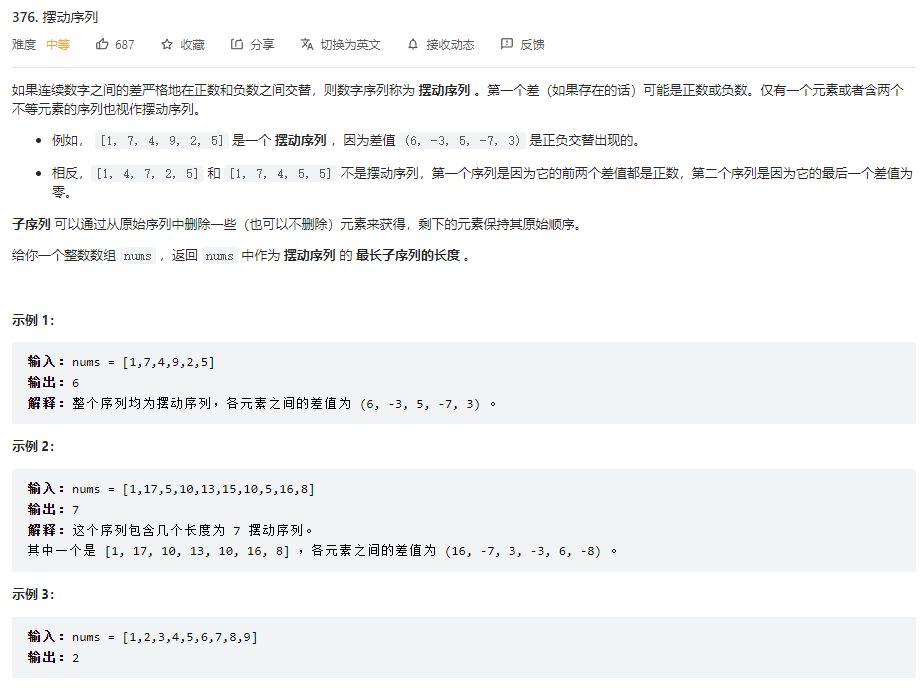 376. 摆动序列
难度 中等 687 收藏 分享 切换为英文 接收动态 反馈
如果连续数字之间的差严格地在正数和负数之间交替，则数字序列称为 摆动序列 。第一个差（如果存在的话）可能是正数或负数。仅有一个元素或者含两个
不等元素的序列也视作摆动序列。
例如， [1, 7, 4, 9, 2, 5] 是一个 摆动序列 ，因为差值 (6, -3, 5, -7, 3) 是正负交替出现的。
相反，[1, 4, 7, 2, 5] 和 [1, 7, 4, 5, 5] 不是摆动序列，第一个序列是因为它的前两个差值都是正数，第二个序列是因为它的最后一个差值为
零。
子序列 可以通过从原始序列中删除一些（也可以不删除）元素来获得，剩下的元素保持其原始顺序。
给你一个整数数组 nums ，返回 nums 中作为 摆动序列 的 最长子序列的长度 。
示例 1：
输入：nums = [1,7,4,9,2,5]
输出：6
解释：整个序列均为摆动序列，各元素之间的差值为 (6, -3, 5, -7, 3) 。
示例 2：
输入：nums = [1,17,5,10,13,15,10,5,16,8]
输出：7
解释：这个序列包含几个长度为 7 摆动序列。
其中一个是 [1, 17, 10, 13, 10, 16, 8] ，各元素之间的差值为 (16, -7, 3, -3, 6, -8) 。
示例 3：
输入：nums = [1,2,3,4,5,6,7,8,9]
输出：2